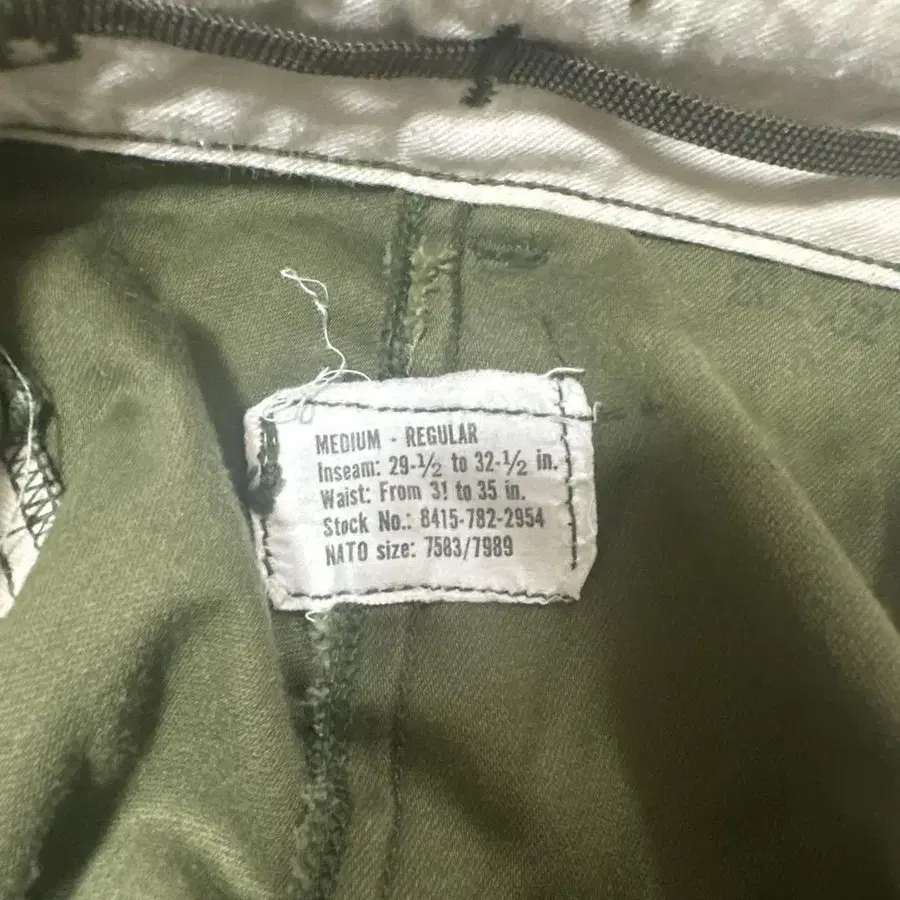 MEDIUM - REGULAR
Inseam: 29-1/2 to 32-1/2 in.
Waist: From 31 to 35 in.
Stock No.: 8415-782-2954
NATO size: 7583/7989